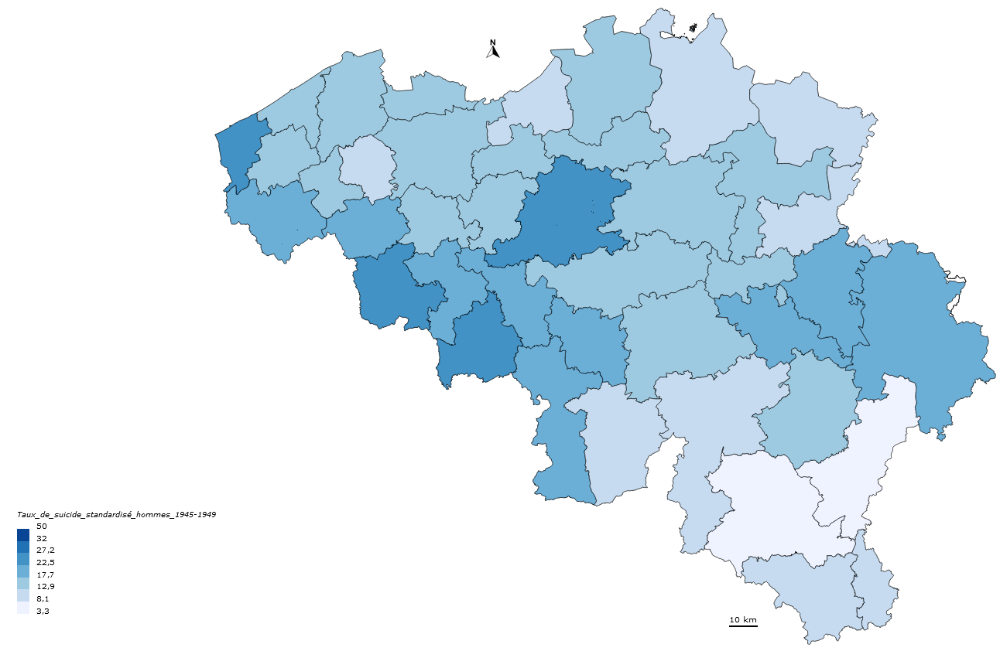 N
Taux_de_suicide_standardisé_hommes_1945-1949
50
32
27,2
22,5
17,7
12,9
8,1
3,3
10 km